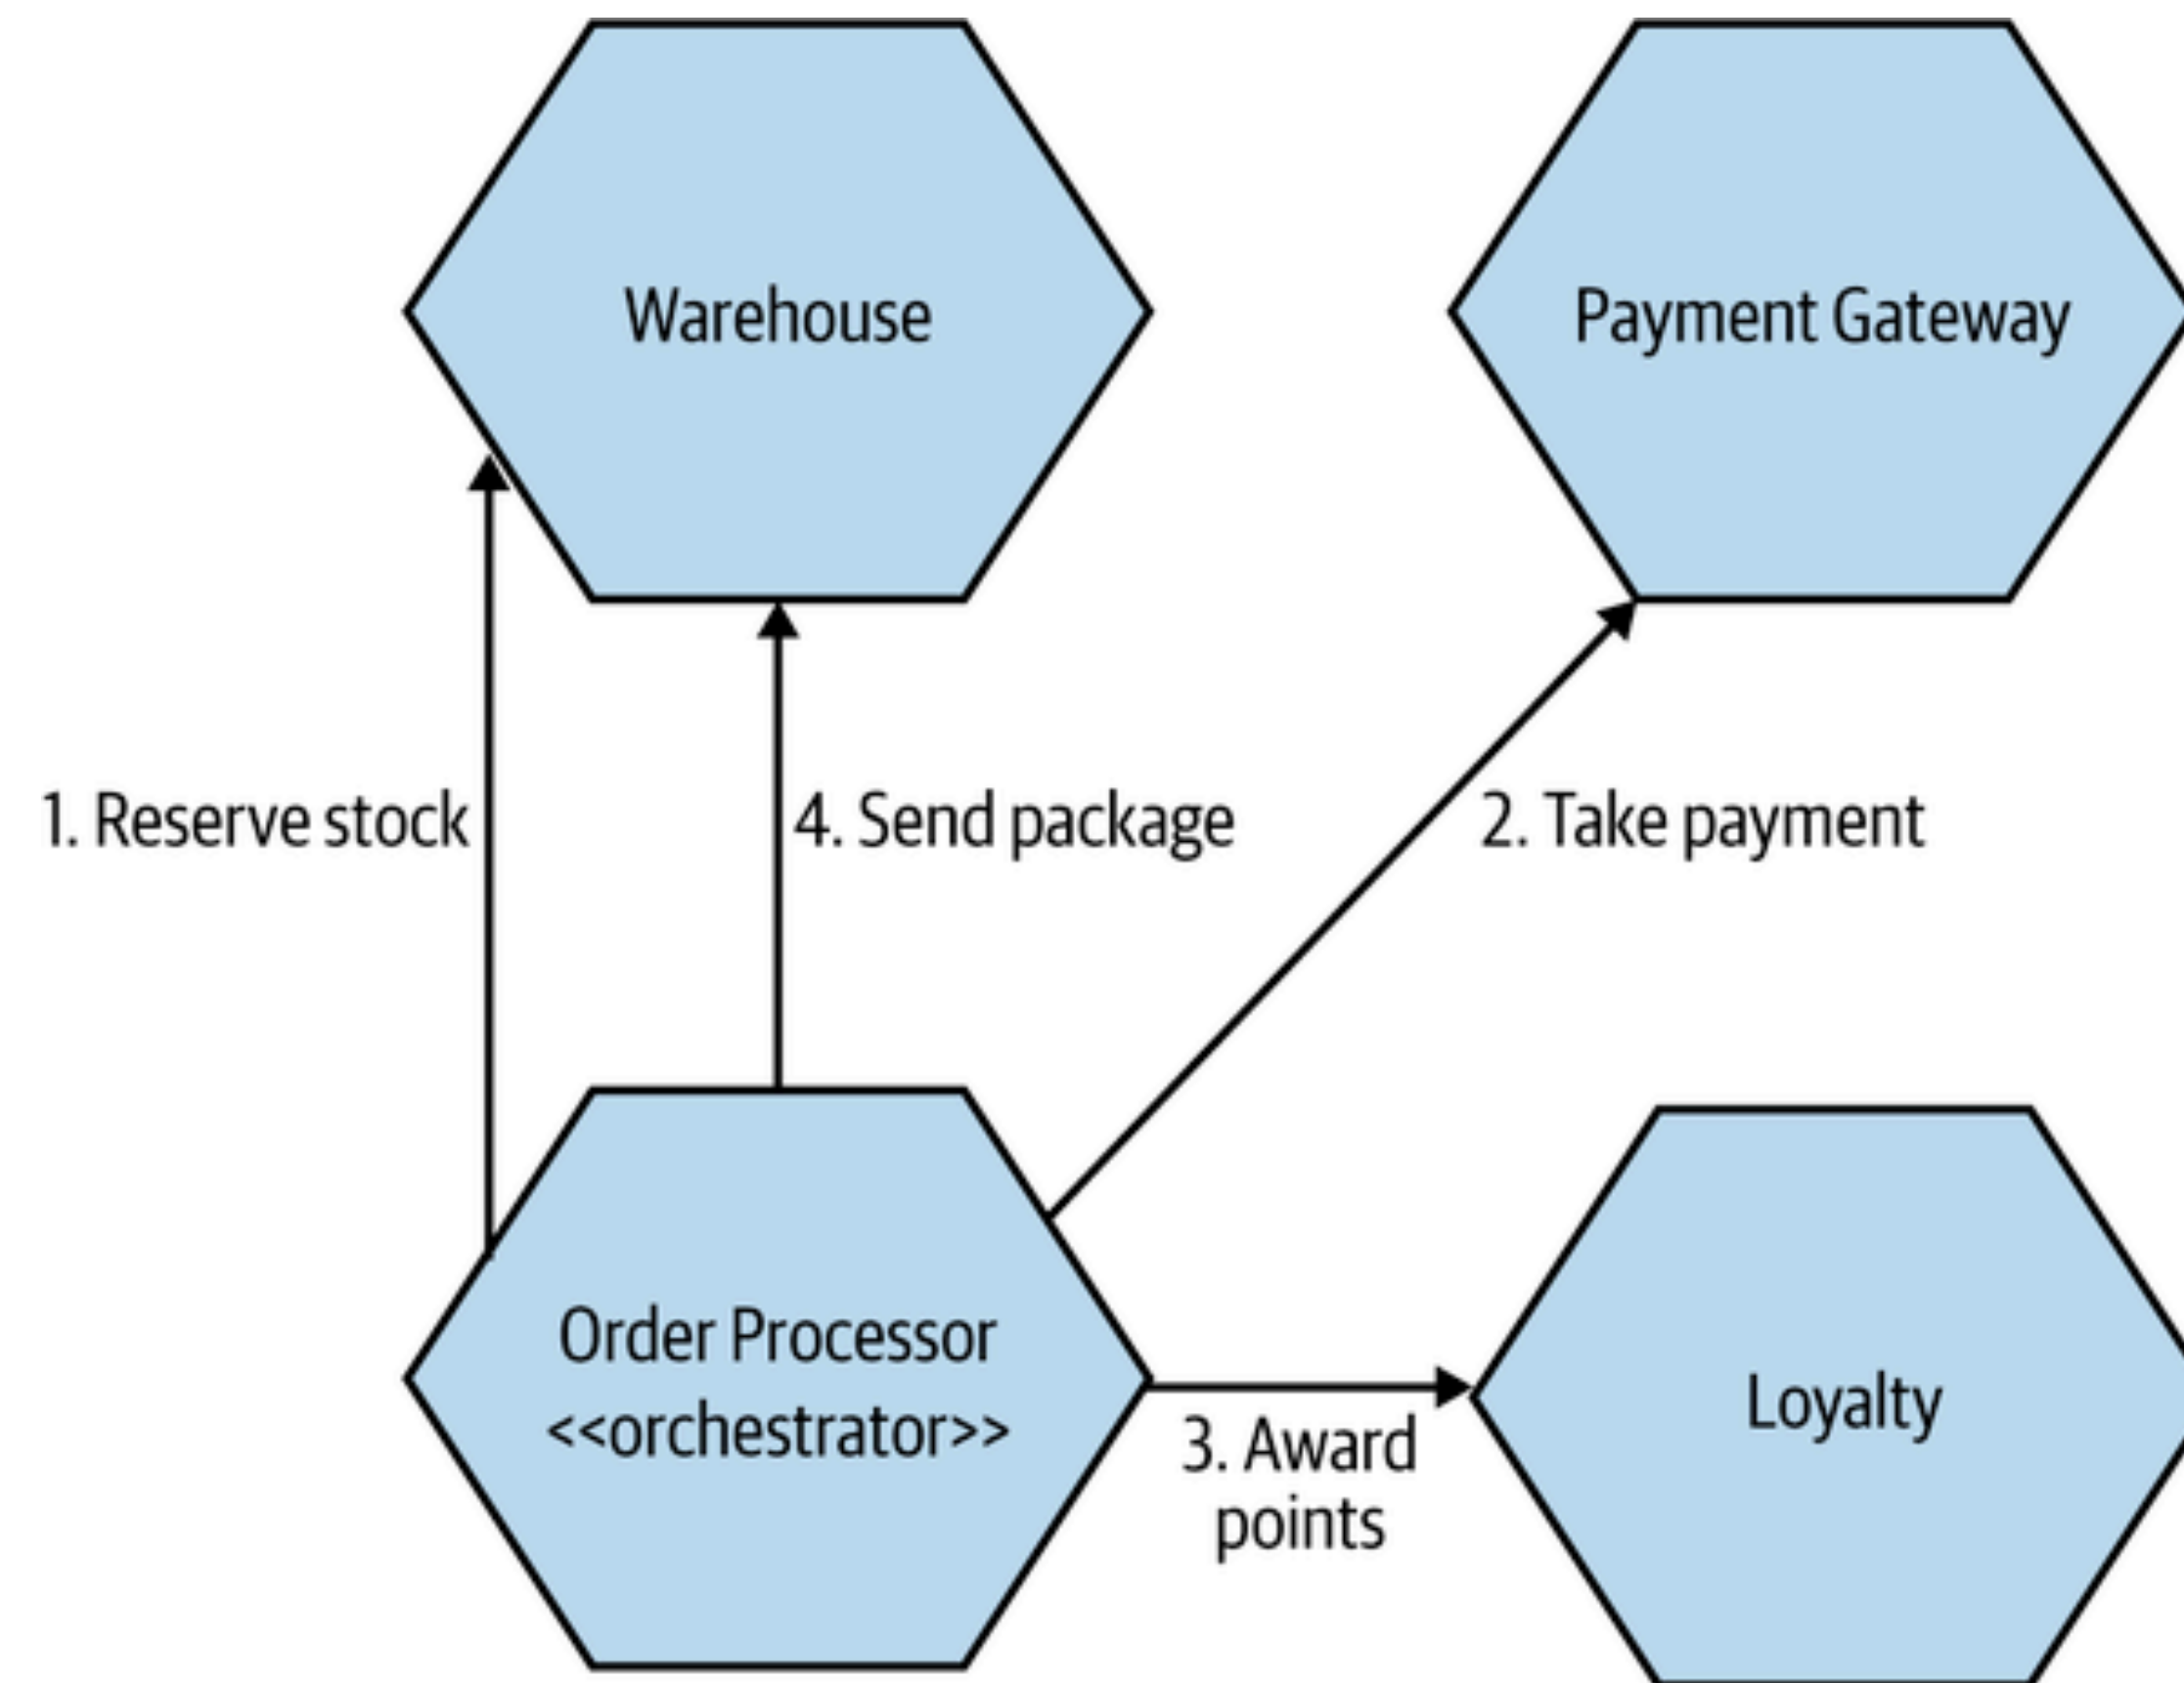 Warehouse
Payment Gateway
1. Reserve stock
4. Send package
2. Take payment
Order Processor
<<orchestrator>>
3. Award
points
Loyalty